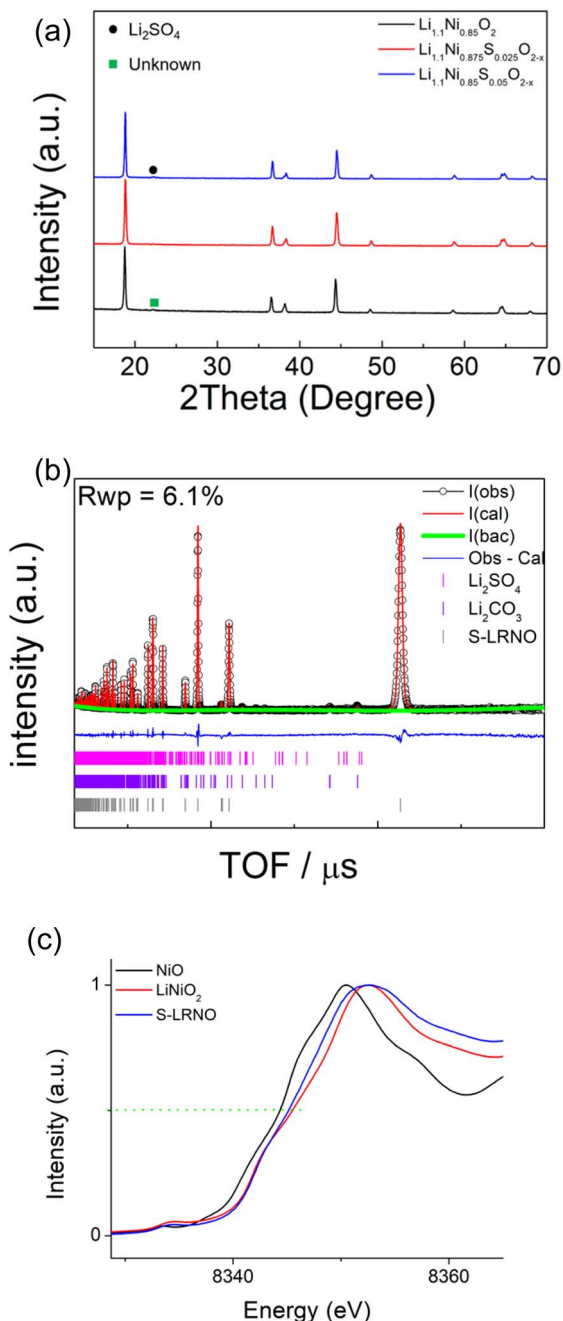 (a)
Li₂SO₄
Unknown
Li₁.₁Ni₀.₈₅O₂
Li₁.₁Ni₀.₈₇₅S₀.₀₂₅O₂₋ₓ
Li₁.₁Ni₀.₈₅S₀.₀₅O₂₋ₓ
Intensity (a.u.)
20 30 40 50 60 70
2Theta (Degree)
(b)
Rwp = 6.1%
I(obs)
I(cal)
I(bac)
Obs - Cal
Li₂SO₄
Li₂CO₃
S-LRNO
intensity (a.u.)
TOF / μs
(c)
NiO
LiNiO₂
S-LRNO
1
0
Intensity (a.u.)
8340 8360
Energy (eV)